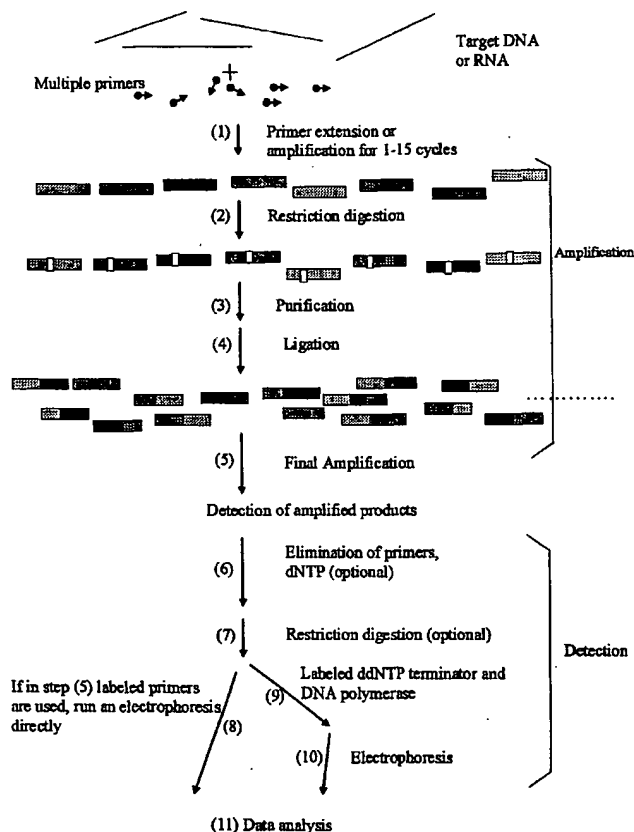 Target DNA
or RNA
Multiple primers
+
(1) Primer extension or
amplification for 1-15 cycles
(2) Restriction digestion
Amplification
(3) Purification
(4) Ligation
(5) Final Amplification
Detection of amplified products
(6) Elimination of primers,
dNTP (optional)
(7) Restriction digestion (optional)
Detection
If in step (5) labeled primers
are used, run an electrophoresis
directly
(8)
(9) Labeled ddNTP terminator and
DNA polymerase
(10) Electrophoresis
(11) Data analysis